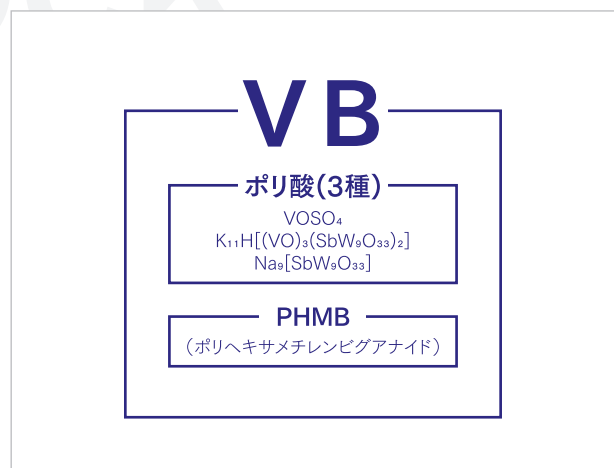 VB
ポリ酸(3種)
VOSO₄
K₁₁H[(VO)₃(SbW₉O₃₃)₂]
Na₉[SbW₉O₃₃]
PHMB
(ポリヘキサメチレンビグアナイド)